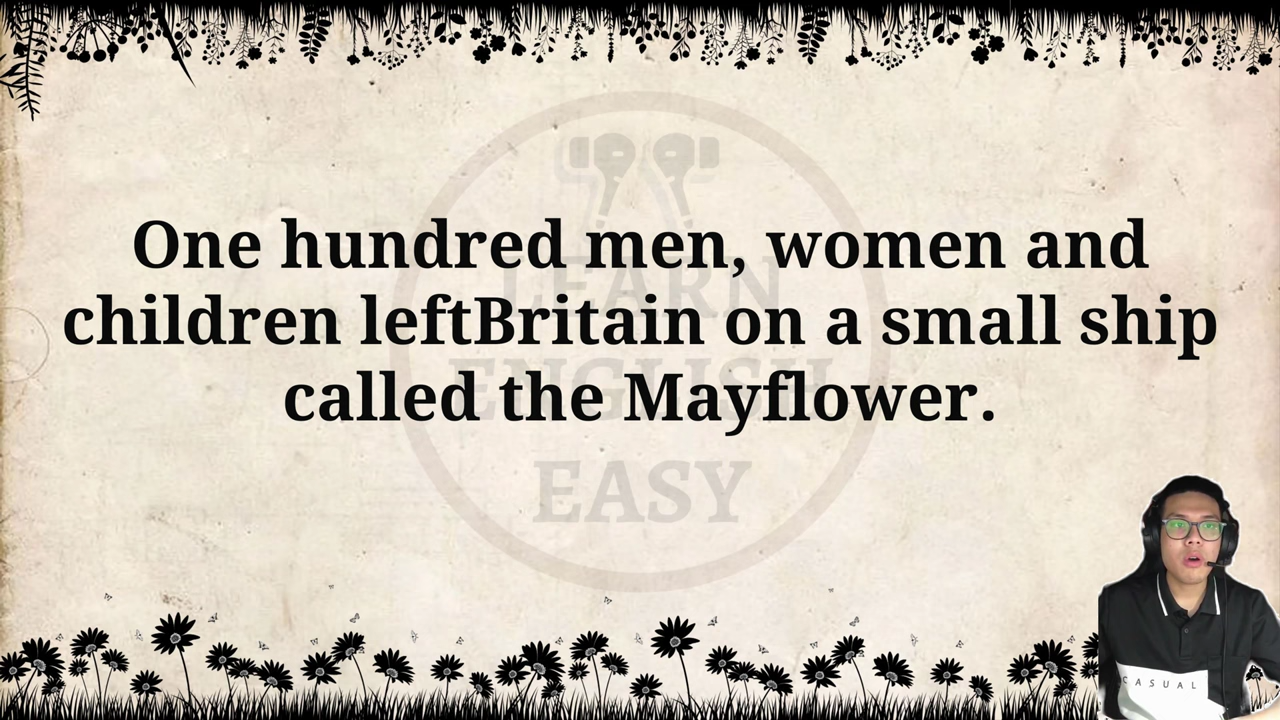 One hundred men, women and
children leftBritain on a small ship
called the Mayflower.
LEARN
ENGLISH
EASY
CASUAL